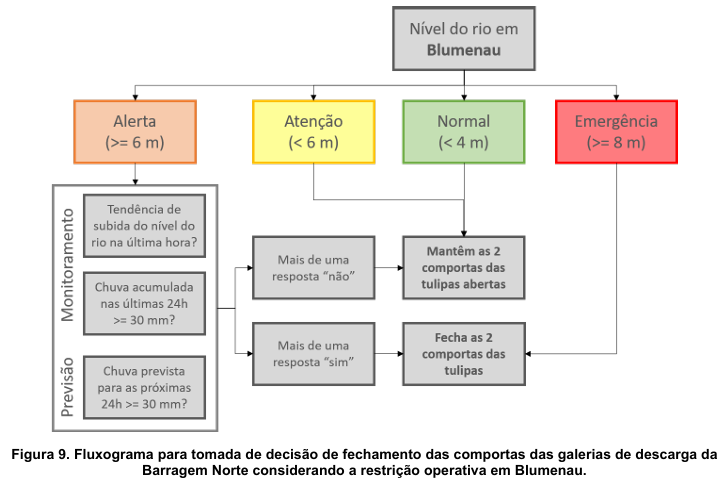 Nível do rio em
Blumenau
Alerta
(>= 6 m)
Atenção
(< 6 m)
Normal
(< 4 m)
Emergência
(>= 8 m)
Monitoramento
Tendência de
subida do nível do
rio na última hora?
Chuva acumulada
nas últimas 24h
>= 30 mm?
Previsão
Chuva prevista
para as próximas
24h >= 30 mm?
Mais de uma
resposta “não”
Mantêm as 2
comportas das
tulipas abertas
Mais de uma
resposta “sim”
Fecha as 2
comportas das
tulipas
Figura 9. Fluxograma para tomada de decisão de fechamento das comportas das galerias de descarga da
Barragem Norte considerando a restrição operativa em Blumenau.